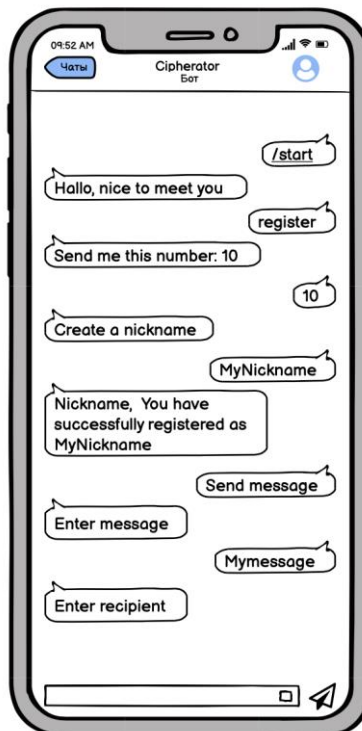 09:52 AM
Чаты
Cipherator
Бот
/start
Hallo, nice to meet you
register
Send me this number: 10
10
Create a nickname
MyNickname
Nickname, You have
successfully registered as
MyNickname
Send message
Enter message
Mymessage
Enter recipient